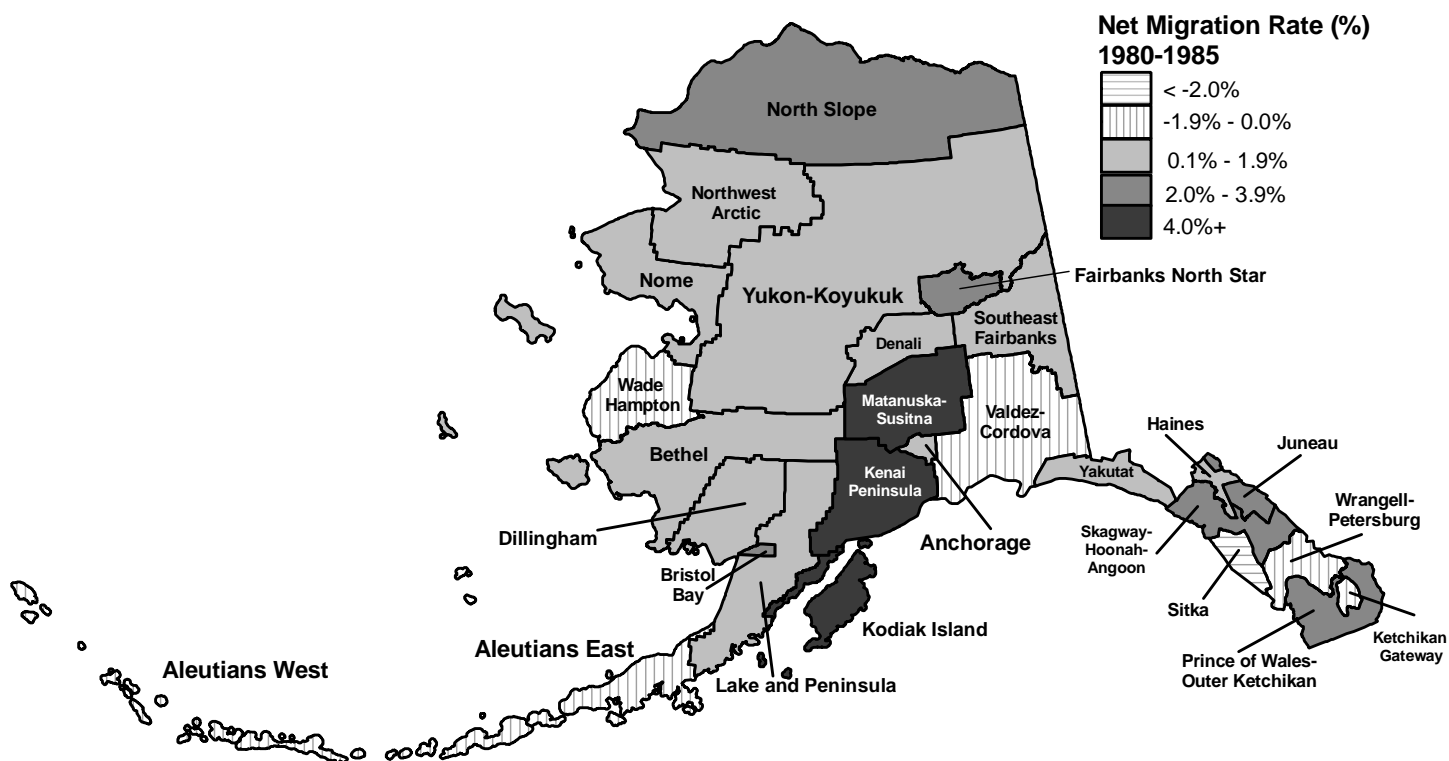 Net Migration Rate (%)
1980-1985
< -2.0%
-1.9% - 0.0%
0.1% - 1.9%
2.0% - 3.9%
4.0%+
North Slope
Northwest
Arctic
Nome
Yukon-Koyukuk
Fairbanks North Star
Southeast
Fairbanks
Denali
Wade
Hampton
Matanuska-
Susitna
Valdez-
Cordova
Haines
Juneau
Bethel
Kenai
Peninsula
Yakutat
Wrangell-
Petersburg
Dillingham
Anchorage
Skagway-
Hoonah-
Angoon
Bristol
Bay
Sitka
Kodiak Island
Ketchikan
Gateway
Aleutians East
Aleutians West
Prince of Wales-
Outer Ketchikan
Lake and Peninsula